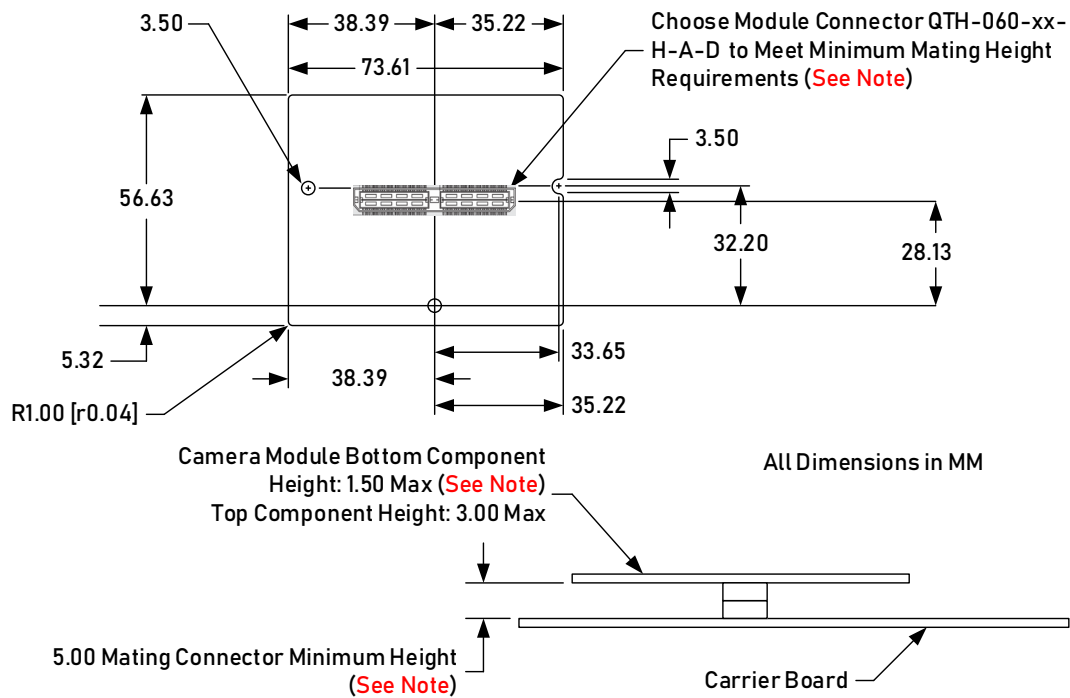 3.50
38.39
35.22
73.61
Choose Module Connector QTH-060-xx-
H-A-D to Meet Minimum Mating Height
Requirements (See Note)
3.50
56.63
32.20
28.13
5.32
33.65
38.39
35.22
R1.00 [r0.04]
Camera Module Bottom Component
Height: 1.50 Max (See Note)
Top Component Height: 3.00 Max
All Dimensions in MM
5.00 Mating Connector Minimum Height
(See Note)
Carrier Board